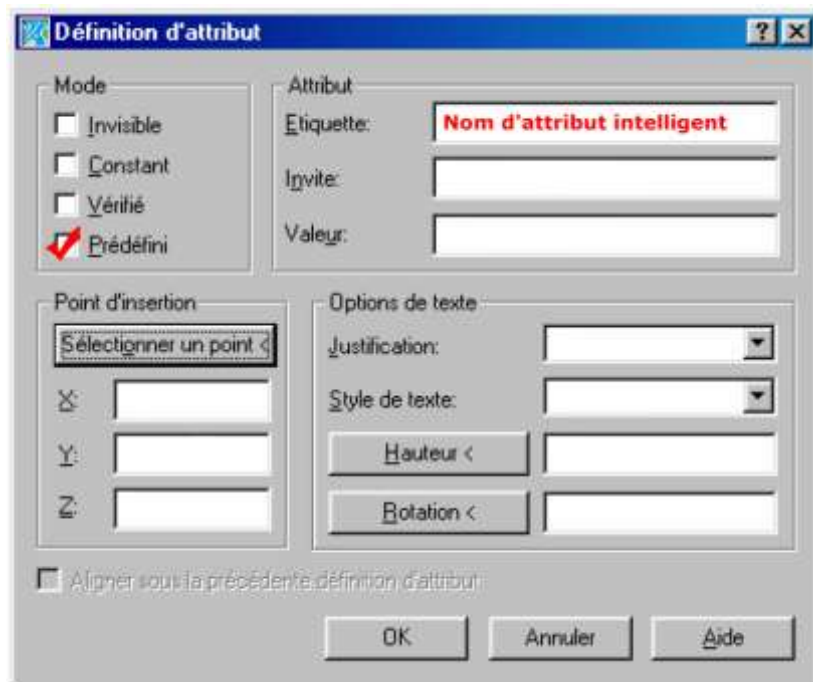 Définition d'attribut
Mode
Invisible
Constant
Vérifié
Prédéfini
Attribut
Etiquette: Nom d'attribut intelligent
Invite:
Valeur:
Point d'insertion
Sélectionner un point <
X:
Y:
Z:
Options de texte
Justification:
Style de texte:
Hauteur <
Rotation <
Aligner sous la précédente définition d'attribut
OK Annuler Aide